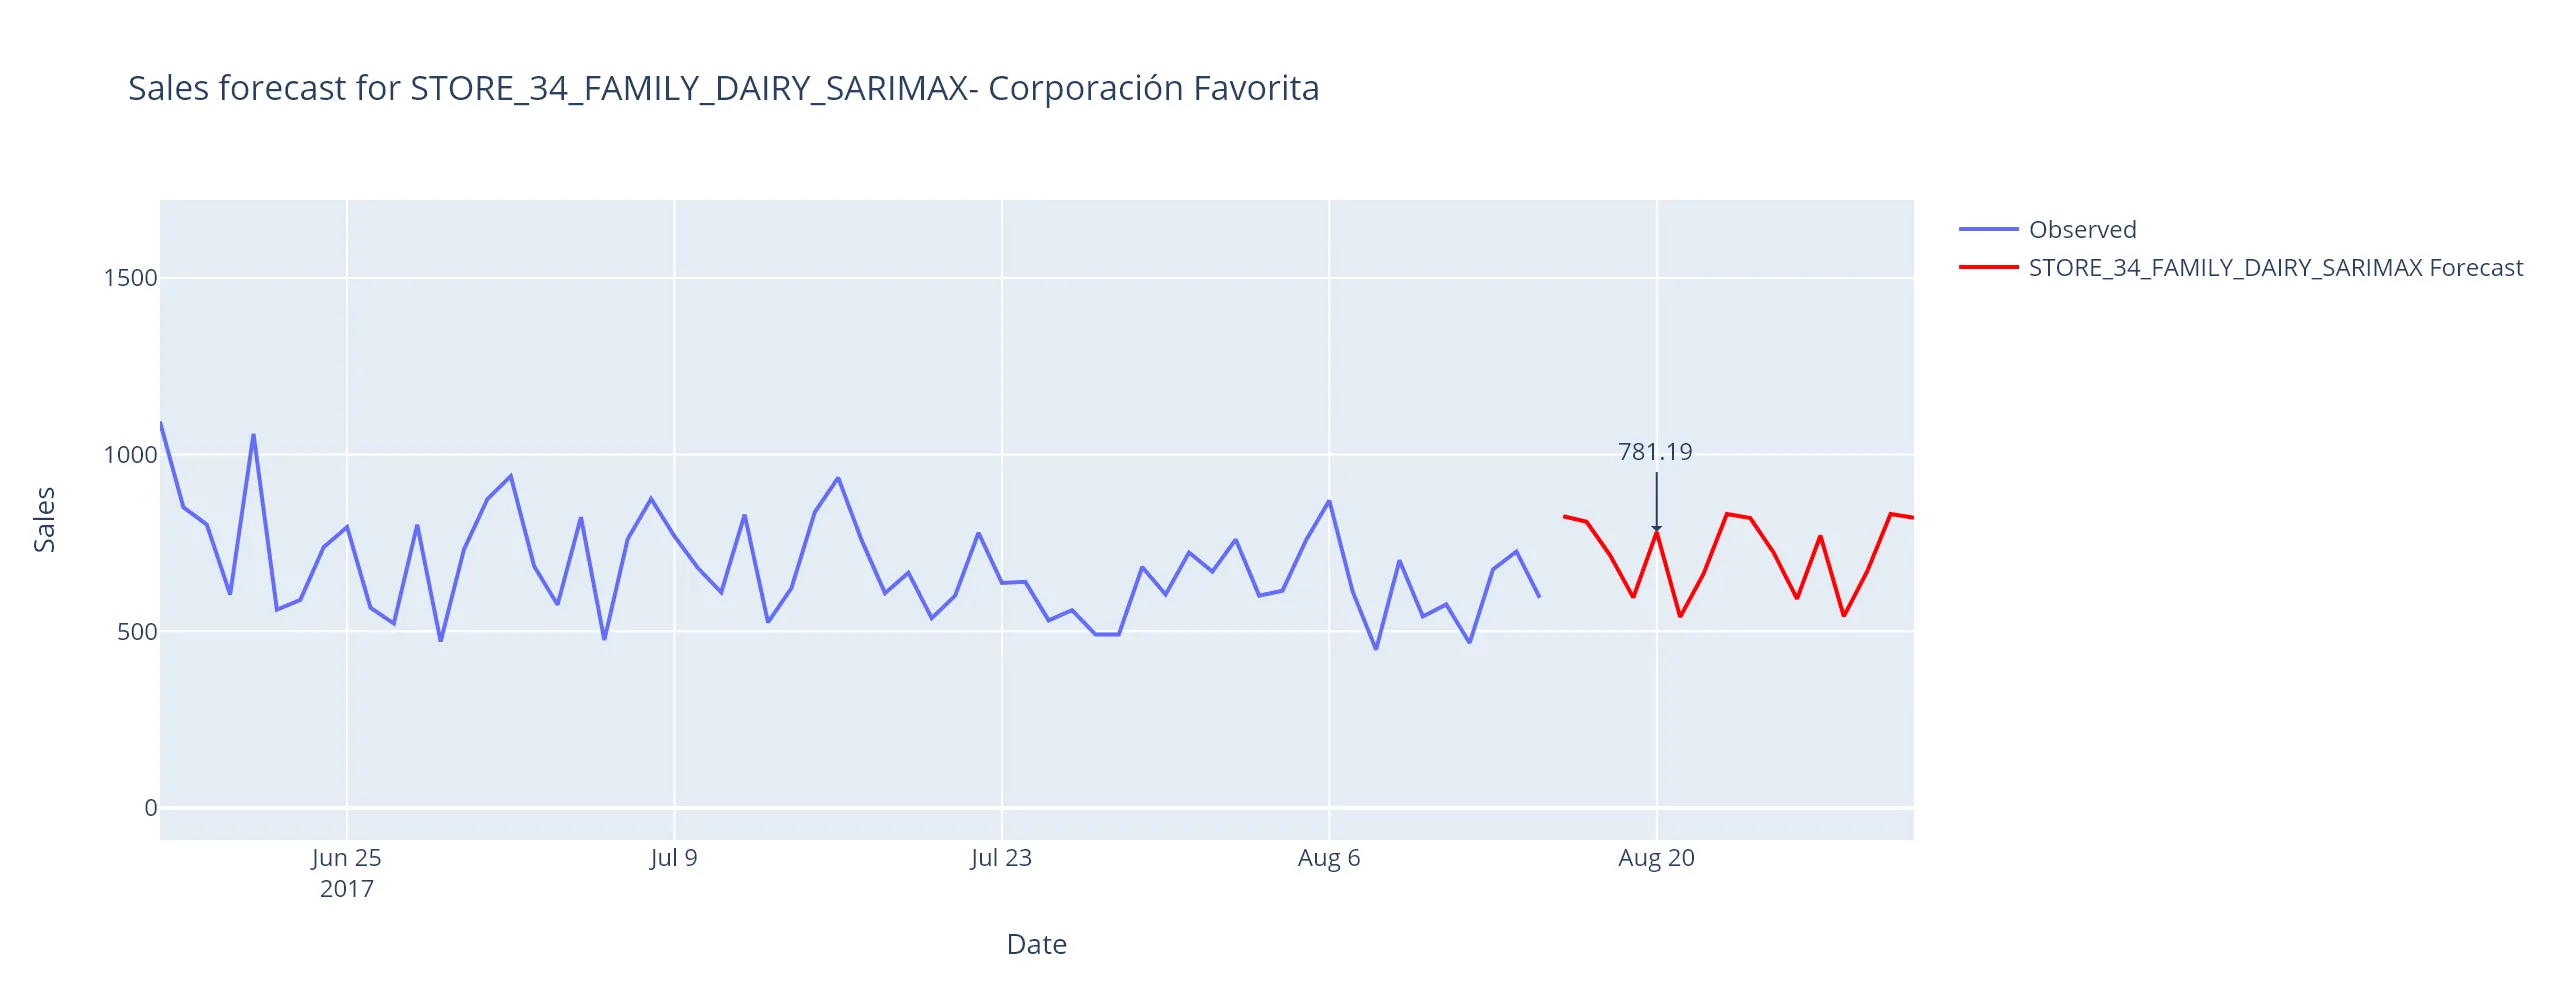 Sales forecast for STORE_34_FAMILY_DAIRY_SARIMAX- Corporación Favorita
Observed
STORE_34_FAMILY_DAIRY_SARIMAX Forecast
1500
1000
500
0
Sales
781.19
Jun 25
2017
Jul 9
Jul 23
Aug 6
Aug 20
Date